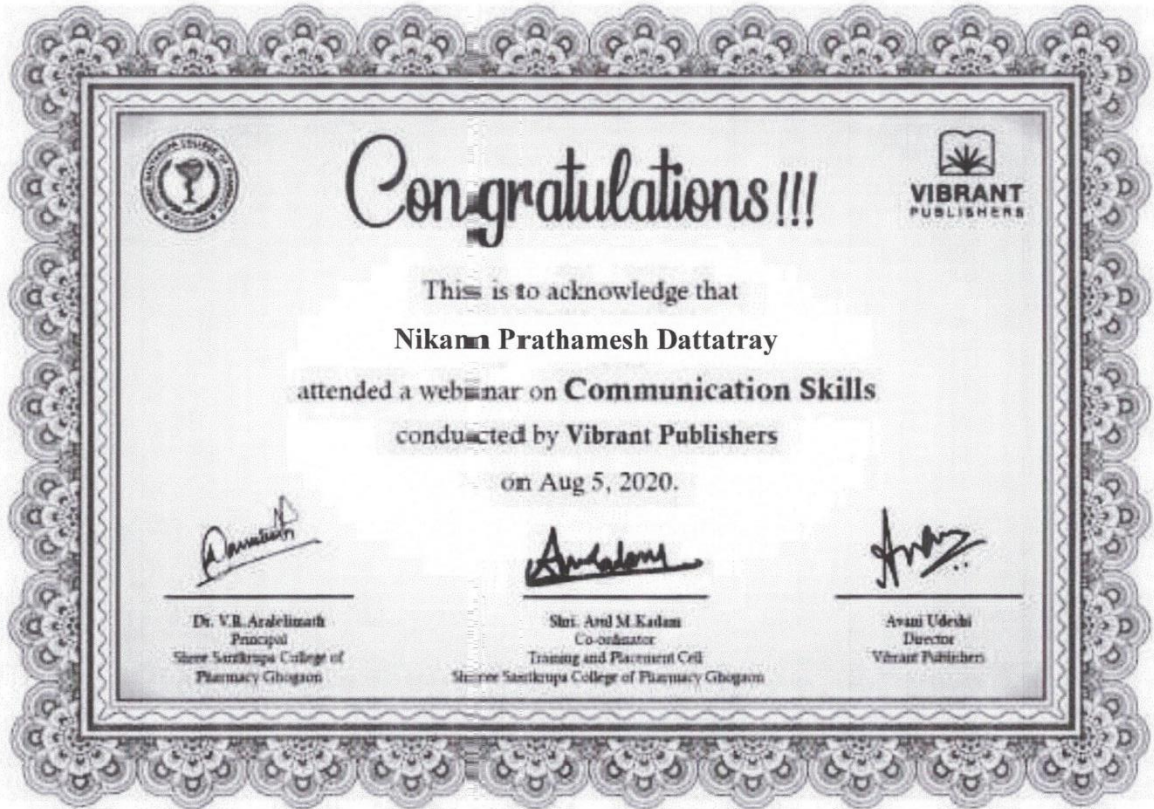 Congratulations!!!
VIBRANT
PUBLISHERS
This is to acknowledge that
Prathamesh Dattatray
attended a webinar on Communication Skills
conducted by Vibrant Publishers
on Aug 5, 2020.
Dr. V.R. Aralelimath
Principal
Shree Santkrupa College of
Pharmacy Ghogaon
Shri. M.Kadam
Co-ordinator
Training and Placement Cell
Shree Santkrupa College of Pharmacy Ghogaon
Avani Udeshi
Director
Vibrant Publishers